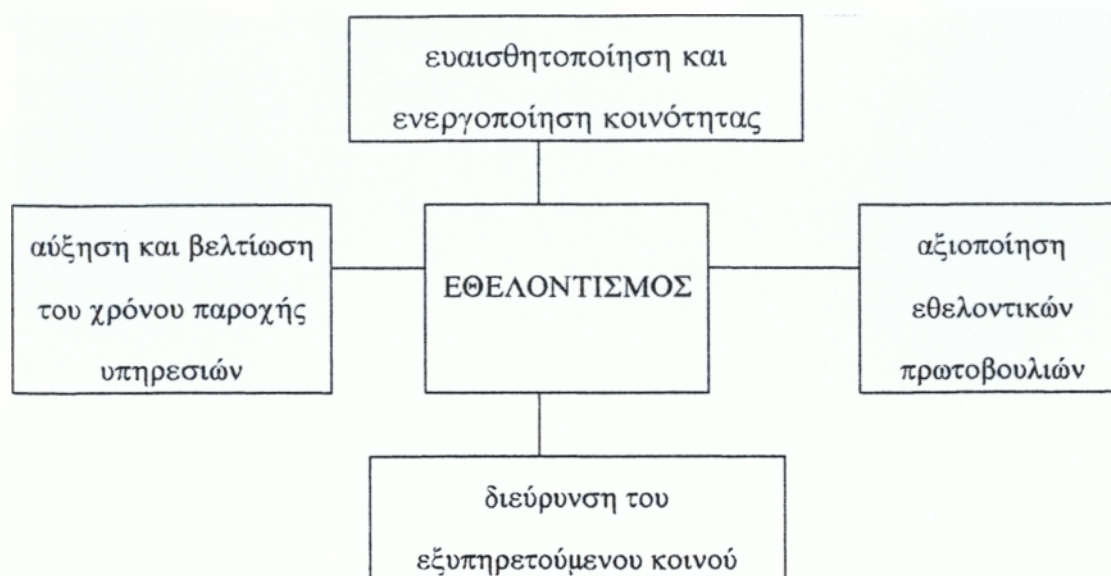 ευαισθητοποίηση και
ενεργοποίηση κοινότητας
αύξηση και βελτίωση
του χρόνου παροχής
υπηρεσιών
ΕΘΕΛΟΝΤΙΣΜΟΣ
αξιοποίηση
εθελοντικών
πρωτοβουλιών
διεύρυνση του
εξυπηρετούμενου κοινού